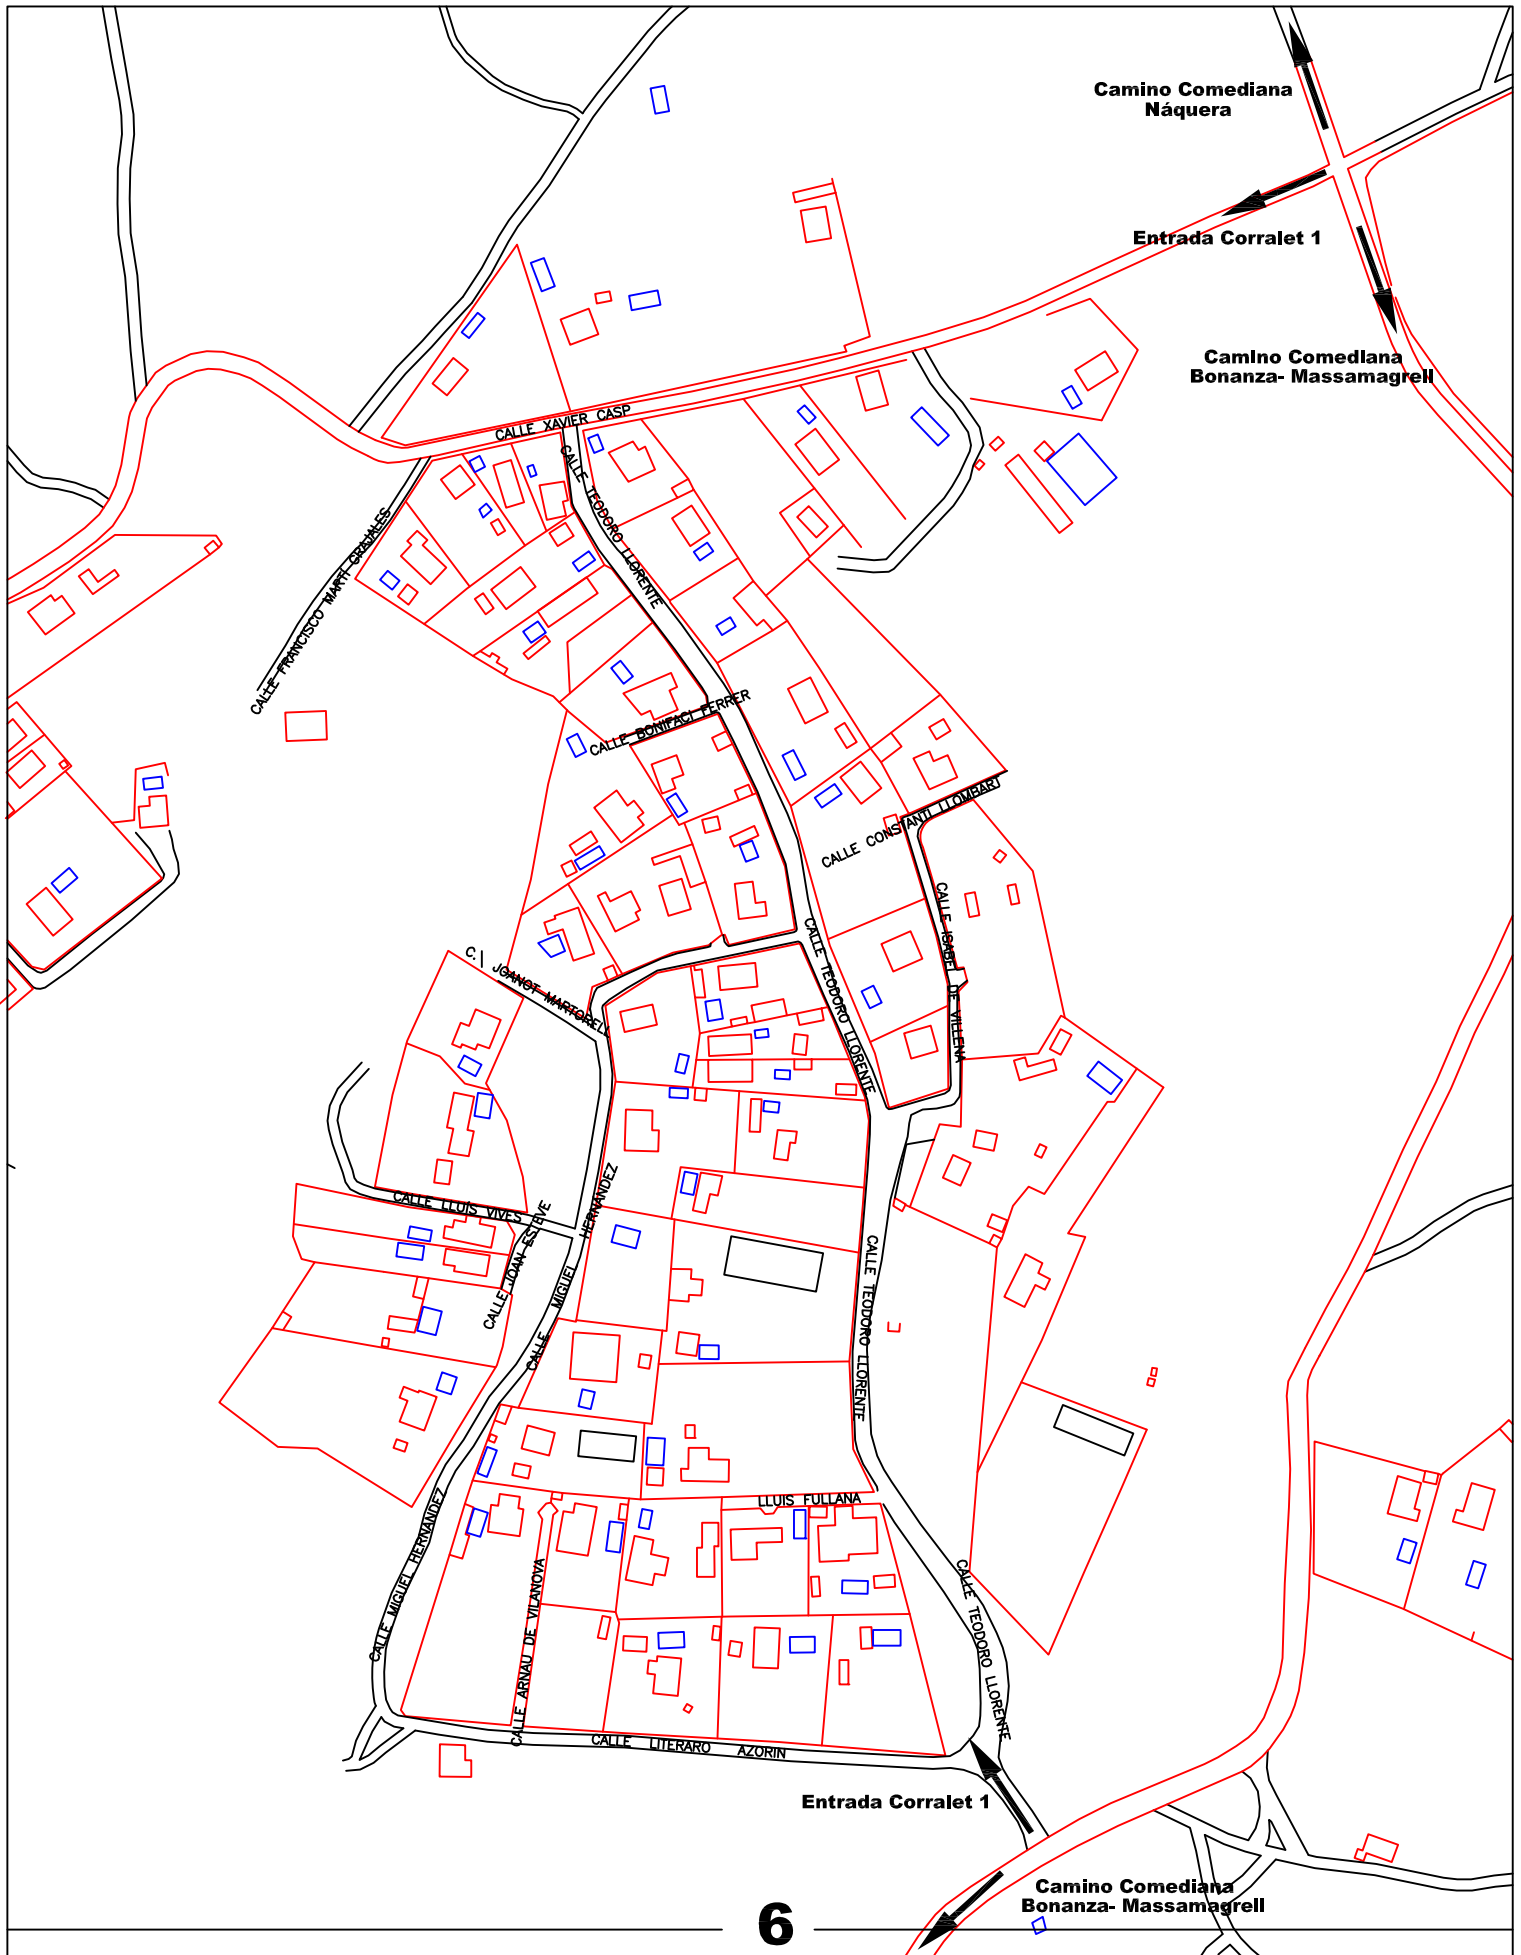 Camino Comediana
Náquera
Entrada Corralet 1
Camino Comediana
Bonanza- Massamagrell
CALLE XAVIER CASP
CALLE TEODORO LLORENTE
CALLE FRANCISCO MARTI GRAJALES
CALLE BONIFACI FERRER
CALLE CONSTANTI LLOMBART
CALLE ISABEL DE VILLENA
CALLE TEODORO LLORENTE
C. JOANOT MARTORELL
CALLE LLUIS VIVES
CALLE JOAN ESTEVE
CALLE MIGUEL HERNANDEZ
CALLE TEODORO LLORENTE
LLUIS FULLANA
CALLE MIGUEL HERNANDEZ
CALLE ARNAU DE VILANOVA
CALLE TEODORO LLORENTE
CALLE LITERARO AZORIN
Entrada Corralet 1
Camino Comediana
Bonanza- Massamagrell
6